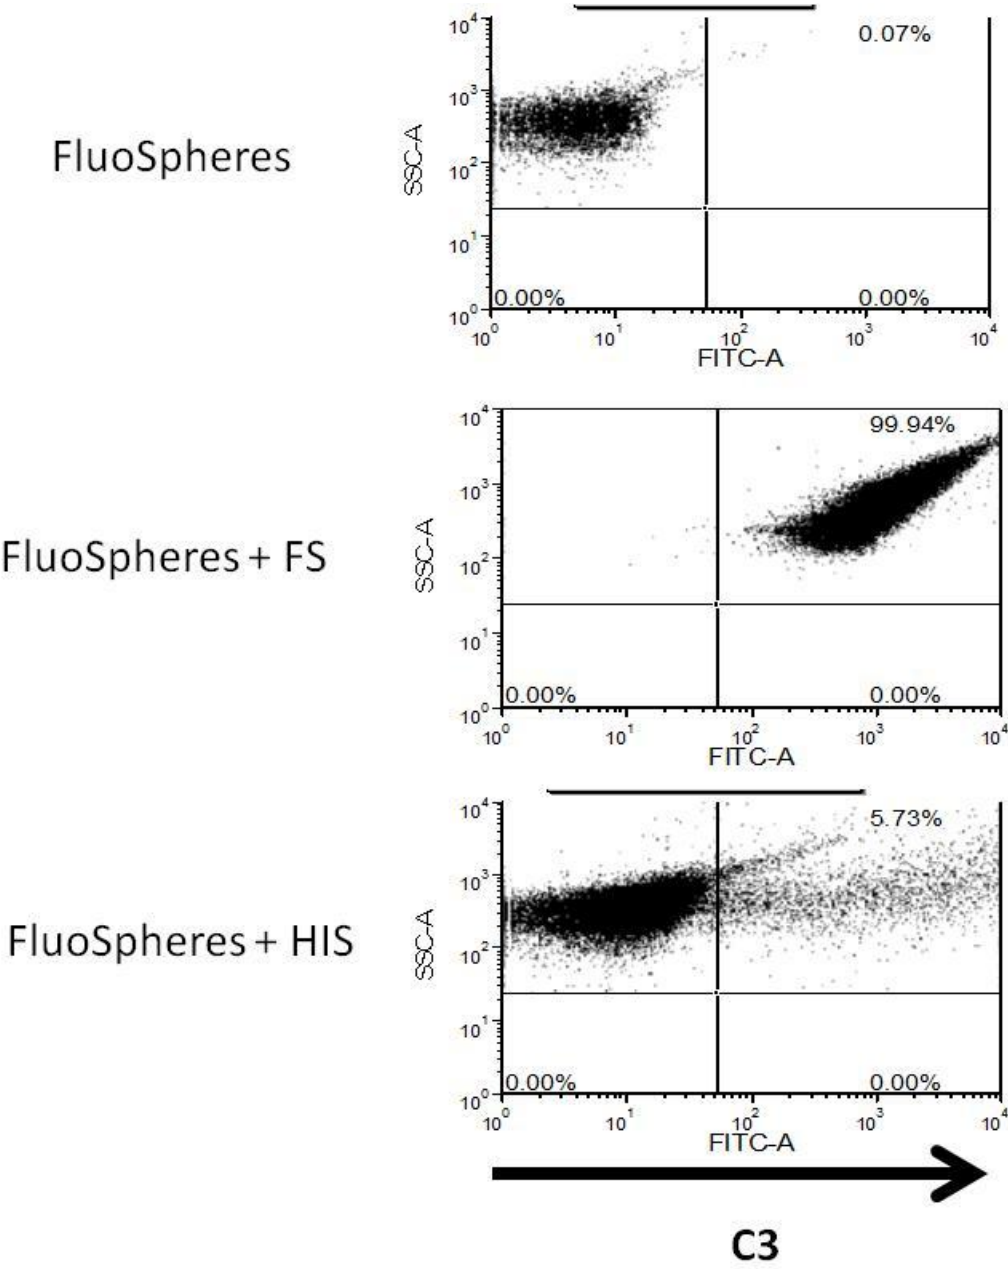 FluoSpheres
10⁴
10³
10²
10¹
10⁰
SSC-A
0.07%
0.00%
0.00%
10⁰ 10¹ 10² 10³ 10⁴
FITC-A
FluoSpheres + FS
10⁴
10³
10²
10¹
10⁰
SSC-A
99.94%
0.00%
0.00%
10⁰ 10¹ 10² 10³ 10⁴
FITC-A
FluoSpheres + HIS
10⁴
10³
10²
10¹
10⁰
SSC-A
5.73%
0.00%
0.00%
10⁰ 10¹ 10² 10³ 10⁴
FITC-A
C3